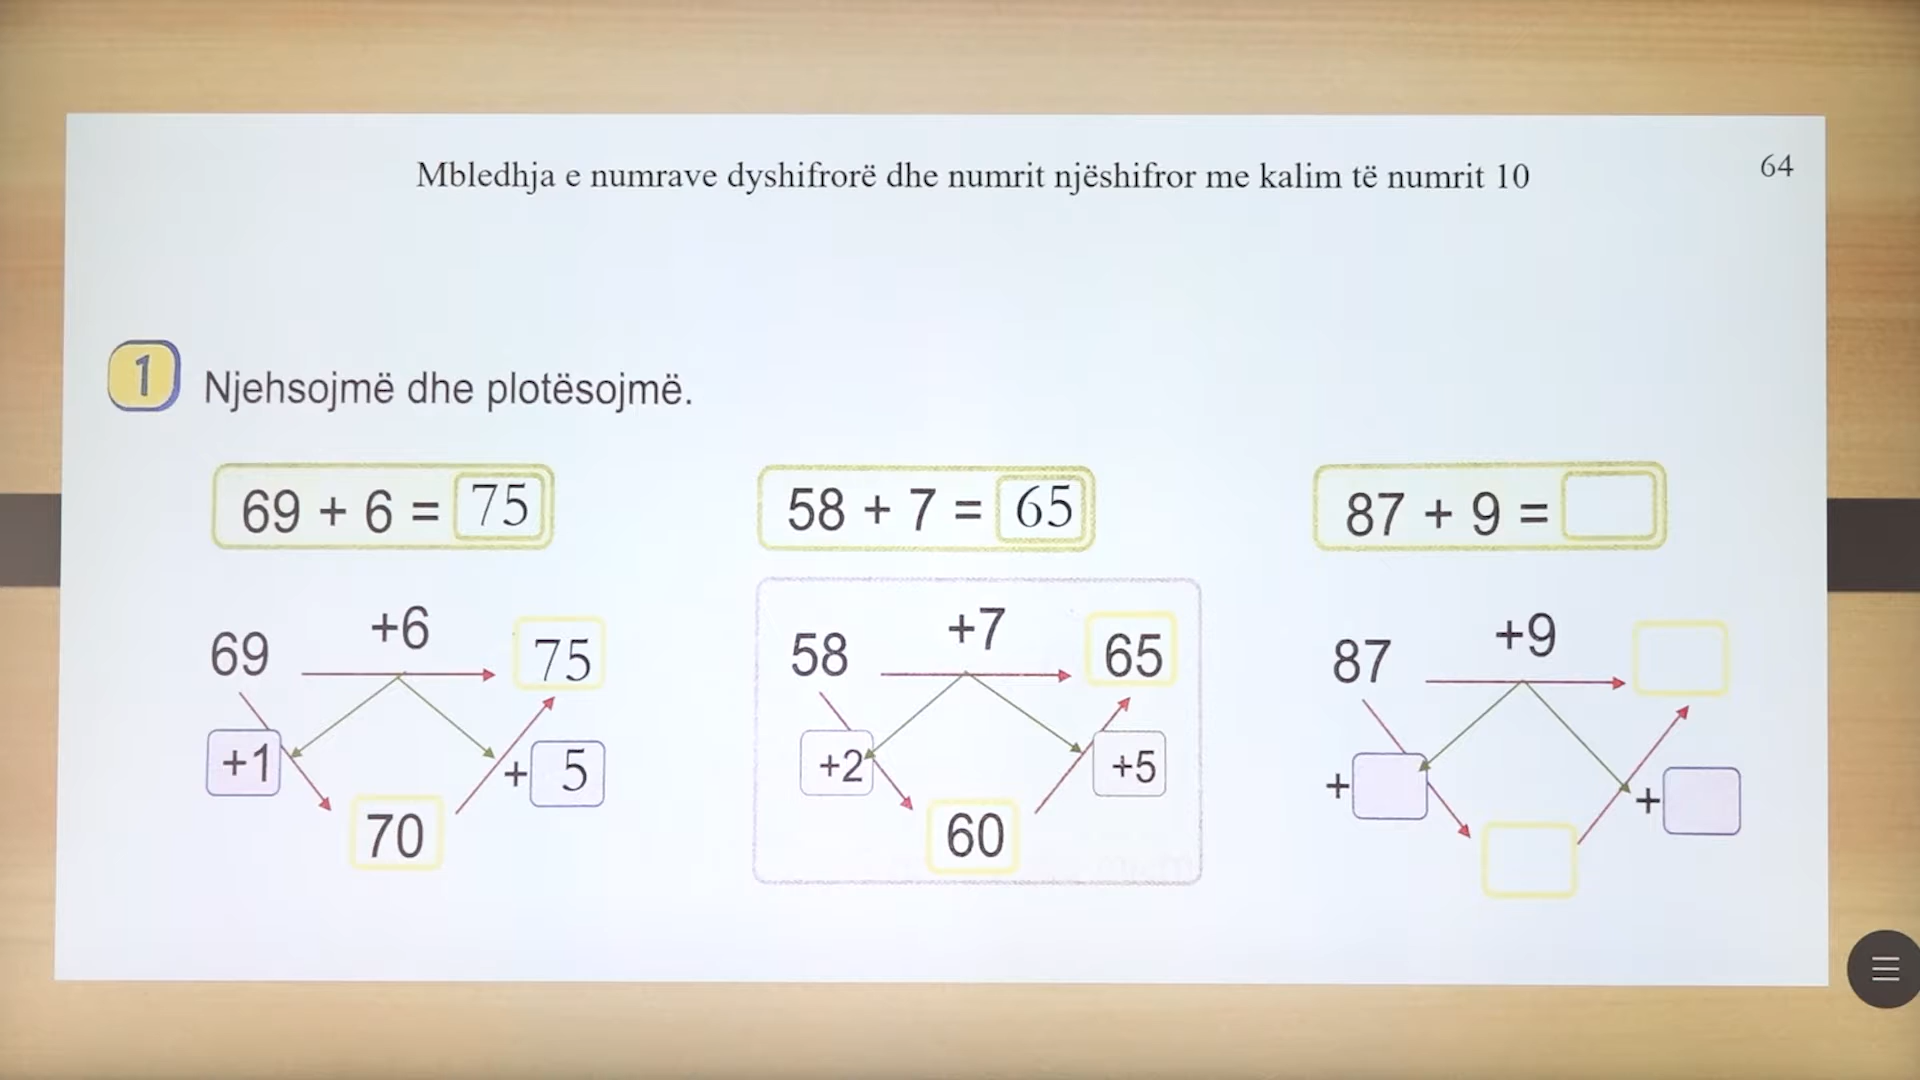 Mbledhja e numrave dyshifrorë dhe numrit njëshifror me kalim të numrit 10
64
1
Njehsojmë dhe plotësojmë.
69 + 6 = 75
58 + 7 = 65
87 + 9 =
69 +6 75
+1 + 5
70
58 +7 65
+2 +5
60
87 +9
+ +